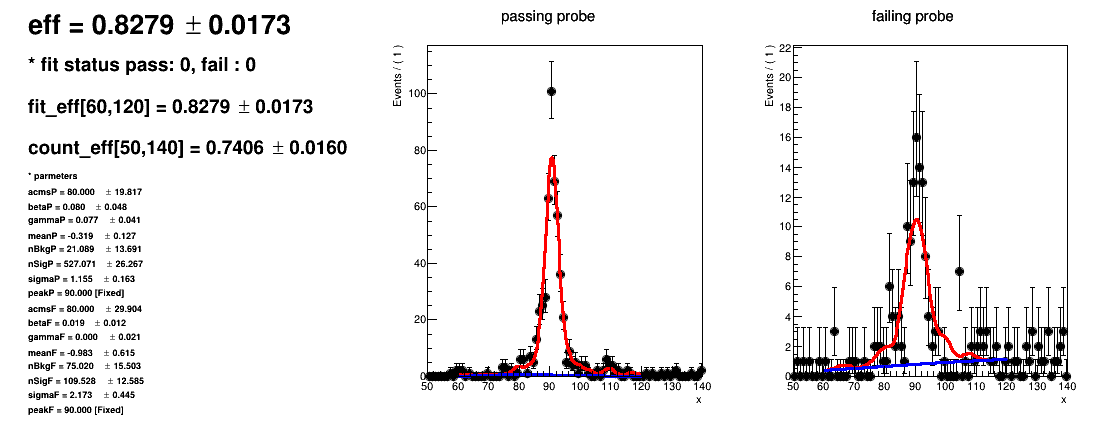 eff = 0.8279 ± 0.0173
* fit status pass: 0, fail : 0
fit_eff[60,120] = 0.8279 ± 0.0173
count_eff[50,140] = 0.7406 ± 0.0160
* parmeters
acmsP = 80.000 ± 19.817
betaP = 0.080 ± 0.048
gammaP = 0.077 ± 0.041
meanP = -0.319 ± 0.127
nBkgP = 21.089 ± 13.691
nSigP = 527.071 ± 26.267
sigmaP = 1.155 ± 0.163
peakP = 90.000 [Fixed]
acmsF = 80.000 ± 29.904
betaF = 0.019 ± 0.012
gammaF = 0.000 ± 0.021
meanF = -0.983 ± 0.615
nBkgF = 75.020 ± 15.503
nSigF = 109.528 ± 12.585
sigmaF = 2.173 ± 0.445
peakF = 90.000 [Fixed]
passing probe
Events / ( 1 )
100
80
60
40
20
0
50 60 70 80 90 100 110 120 130 140
x
failing probe
Events / ( 1 )
22
20
18
16
14
12
10
8
6
4
2
0
50 60 70 80 90 100 110 120 130 140
x